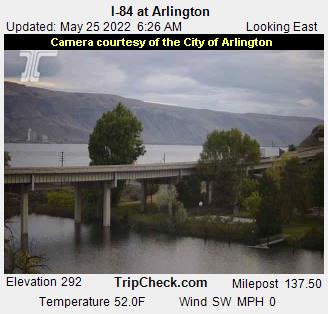 I-84 at Arlington
Updated: May 25 2022 6:26 AM Looking East
Camera courtesy of the City of Arlington
Elevation 292 TripCheck.com Milepost 137.50
Temperature 52.0F Wind SW MPH 0